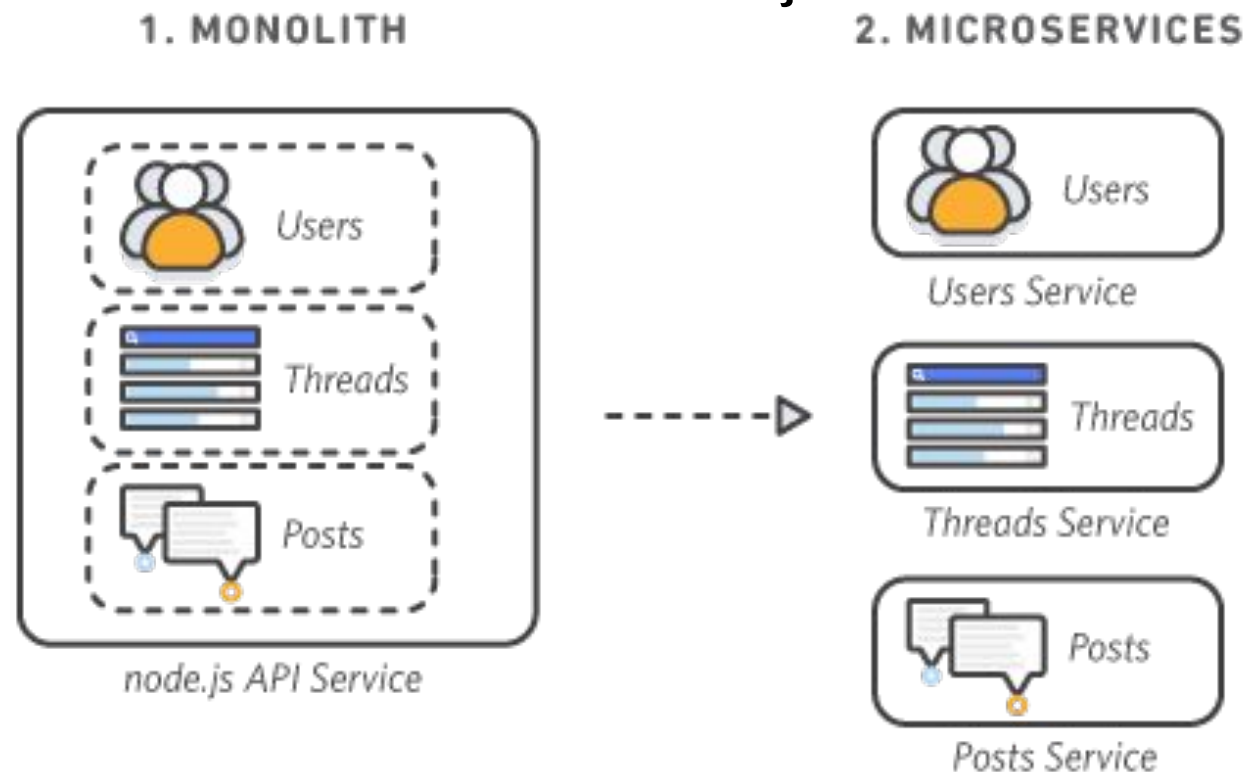 1. MONOLITH
Users
Threads
Posts
node.js API Service
2. MICROSERVICES
Users
Users Service
Threads
Threads Service
Posts
Posts Service